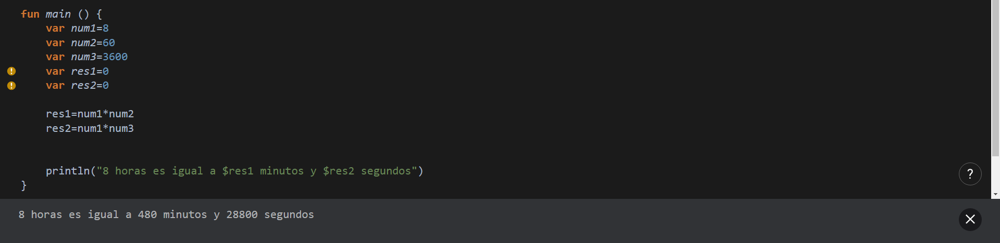 fun main () {
var num1=8
var num2=60
var num3=3600
var res1=0
var res2=0
res1=num1*num2
res2=num1*num3
println("8 horas es igual a $res1 minutos y $res2 segundos")
}
?
8 horas es igual a 480 minutos y 28800 segundos